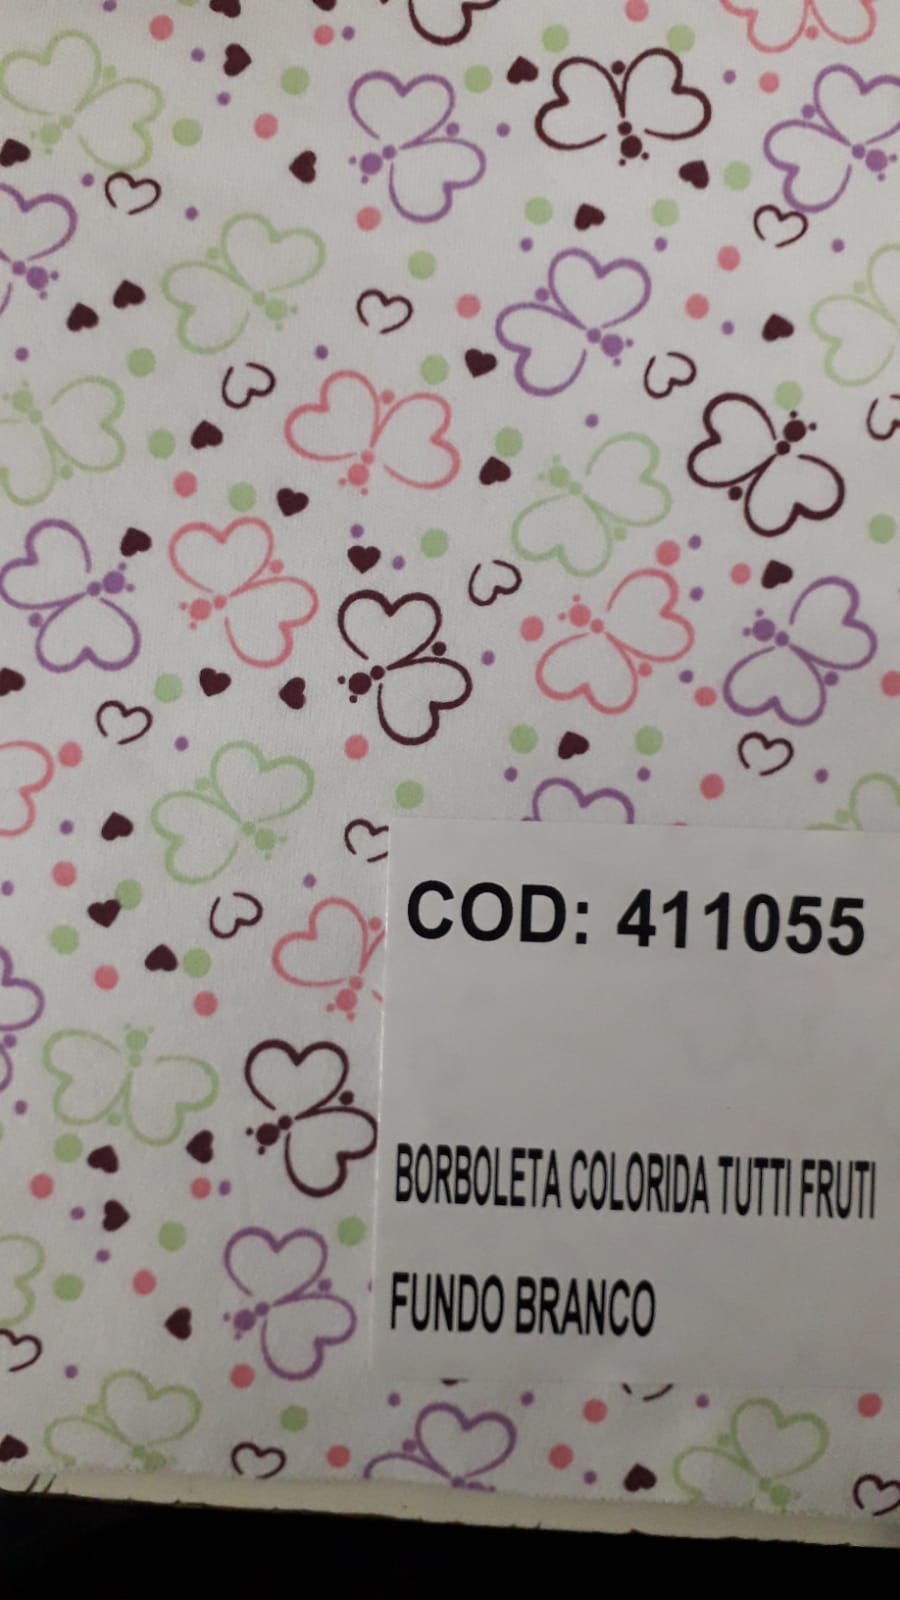 COD: 411055
BORBOLETA COLORIDA TUTTI FRUTI
FUNDO BRANCO